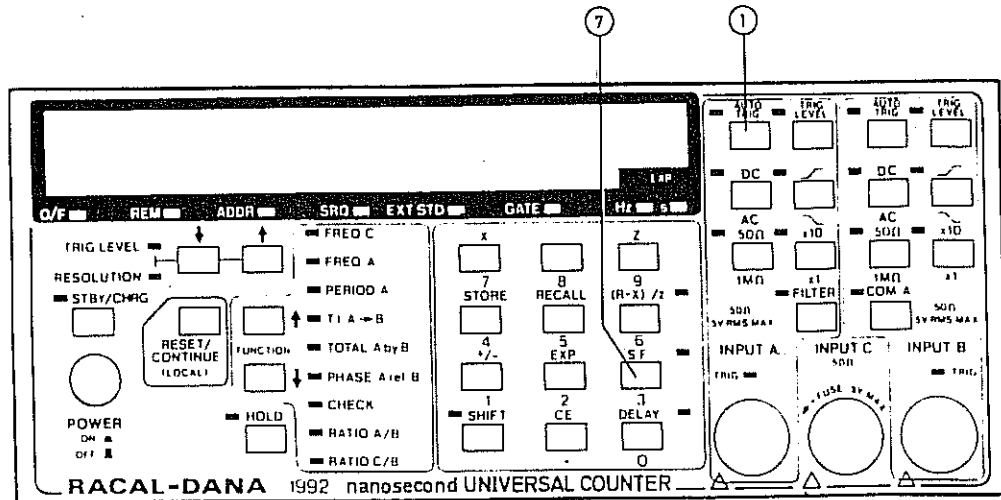 7 1
AUTO TRIG TRIG LEVEL AUTO TRIG TRIG LEVEL
EXP
O/F REM ADDR SRQ EXT STD GATE Hz s
DC DC
AC AC
50Ω x10 50Ω x10
1MΩ x1 1MΩ x1
FILTER COM A
50Ω 5V RMS MAX 50Ω 5V RMS MAX
TRIG LEVEL
RESOLUTION
STBY/CHRG
RESET/ CONTINUE (LOCAL)
FUNCTION
POWER
ON
OFF
HOLD
FREQ C
FREQ A
PERIOD A
T.I. A→B
TOTAL A by B
PHASE A rel B
CHECK
RATIO A/B
RATIO C/B
X Z
7 8 9
STORE RECALL (R-X)/Z
4 5 6
+/- EXP SF
1 2 3
SHIFT CE DELAY
. 0
INPUT A INPUT C INPUT B
50Ω
TRIG TRIG
FUSE 5V MAX
RACAL-DANA 1992 nanosecond UNIVERSAL COUNTER